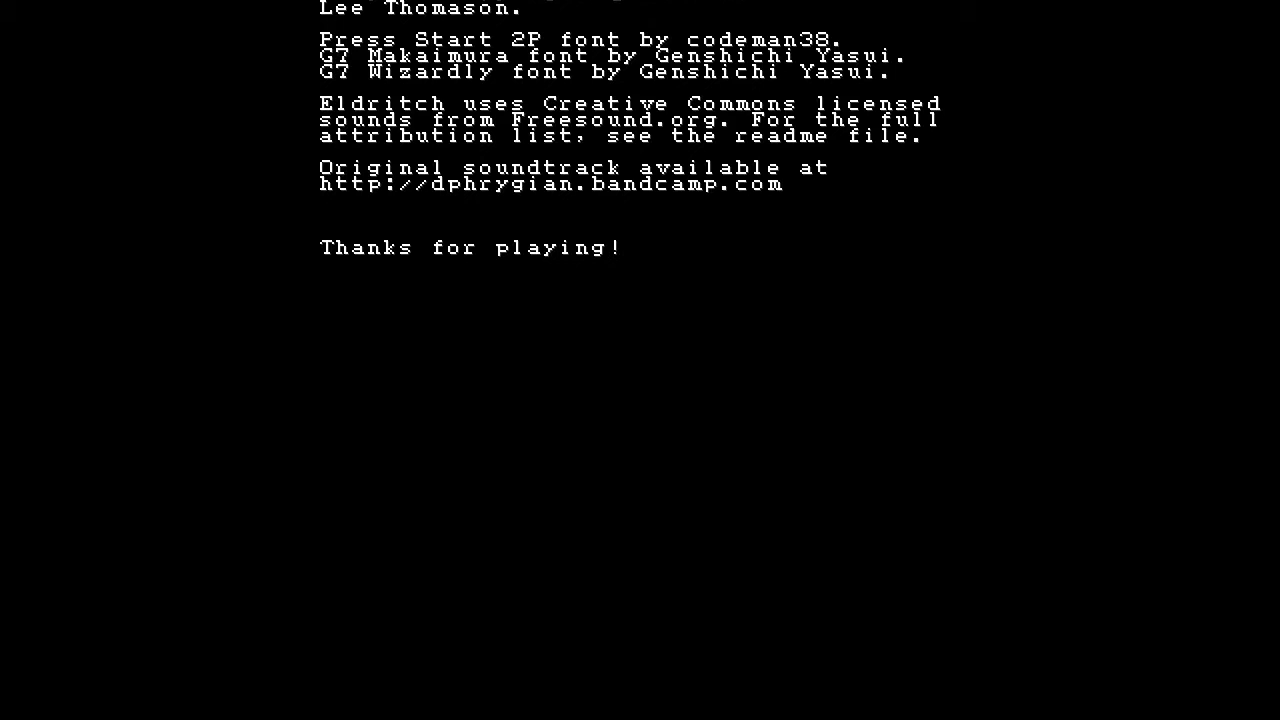 Lee Thomason.
Press Start 2P font by codeman38.
G7 Makaimura font by Genshichi Yasui.
G7 Wizardly font by Genshichi Yasui.
Eldritch uses Creative Commons licensed
sounds from Freesound.org. For the full
attribution list, see the readme file.
Original soundtrack available at
http://dphrygian.bandcamp.com
Thanks for playing!